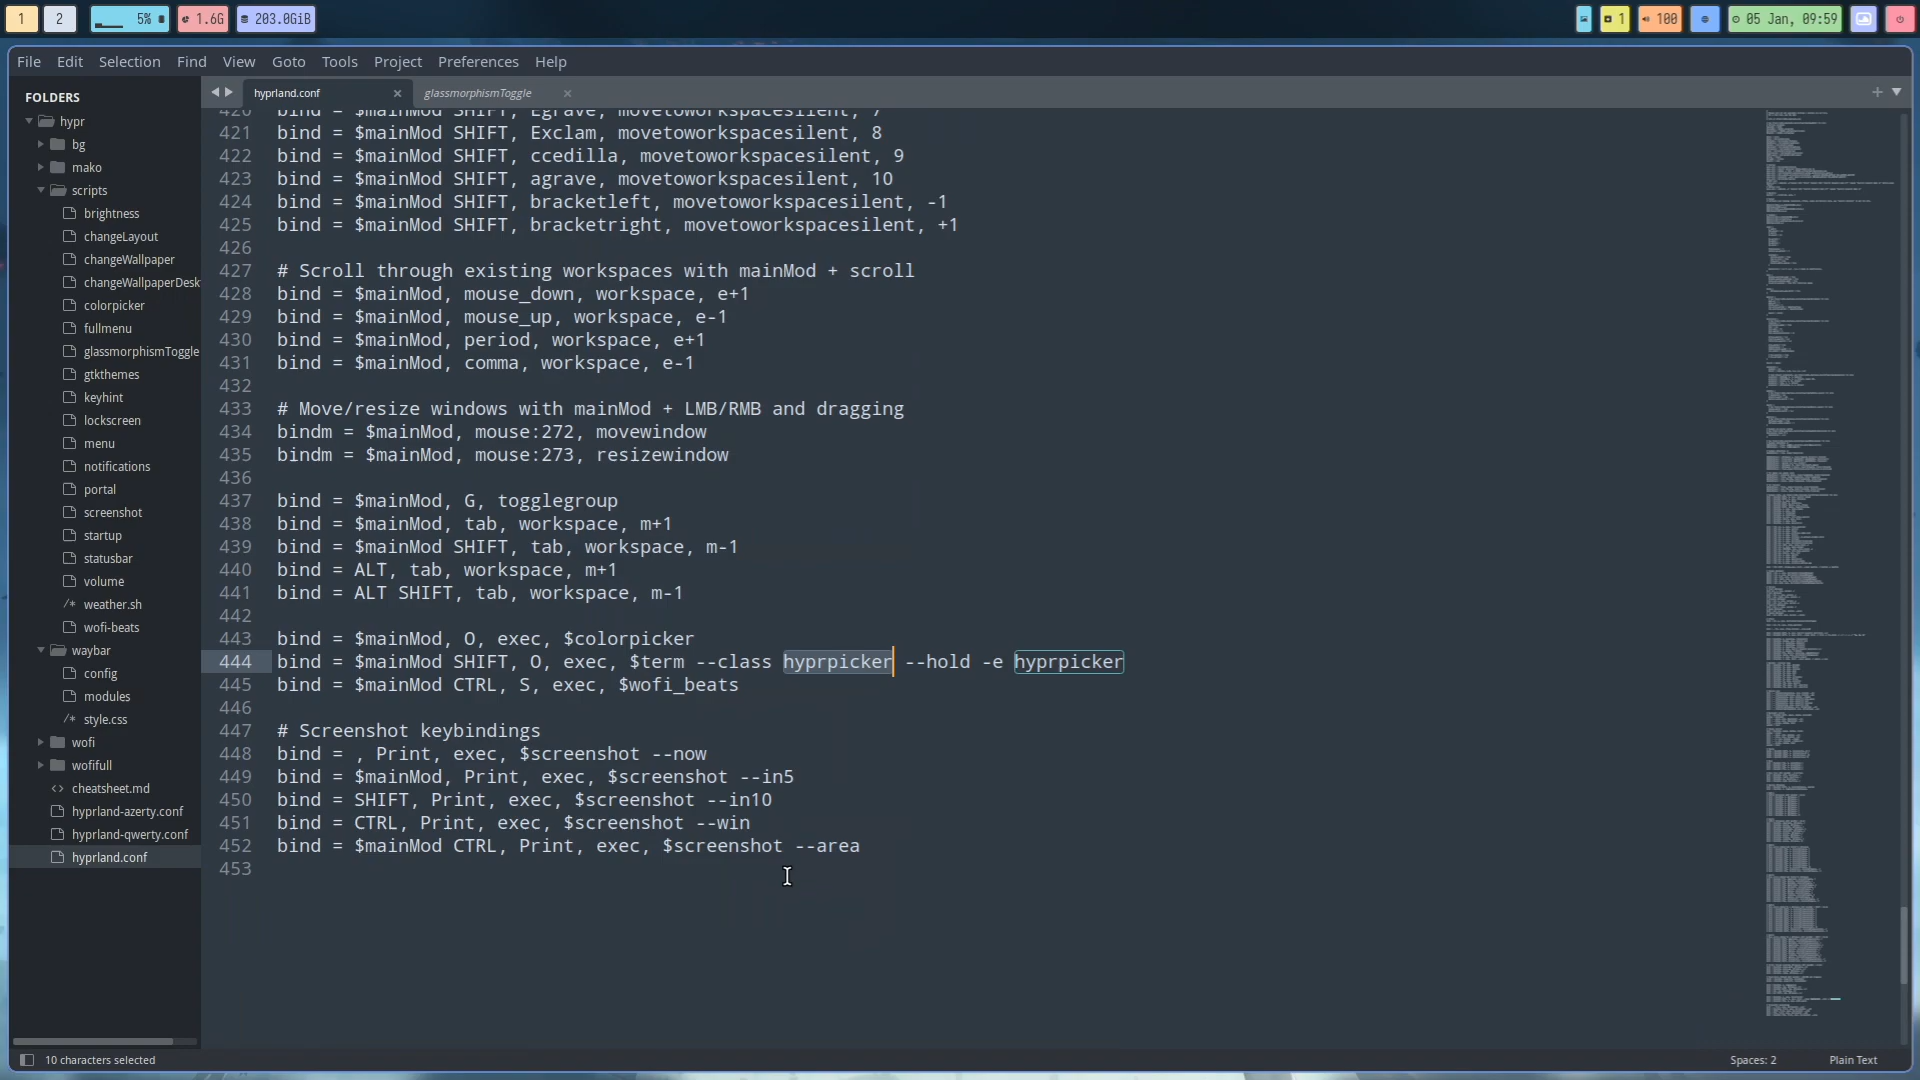 1
2
5%
1.6G
203.0GiB
1
100
05 Jan, 09:59
File Edit Selection Find View Goto Tools Project Preferences Help
FOLDERS
hypr
bg
mako
scripts
brightness
changeLayout
changeWallpaper
changeWallpaperDesk
colorpicker
fullmenu
glassmorphismToggle
gtkthemes
keyhint
lockscreen
menu
notifications
portal
screenshot
startup
statusbar
volume
/* weather.sh
wofi-beats
waybar
config
modules
/* style.css
wofi
wofifull
<> cheatsheet.md
hyprland-azerty.conf
hyprland-qwerty.conf
hyprland.conf
hyprland.conf ×
glassmorphismToggle ×
420 bind = $mainMod SHIFT, Egrave, movetoworkspacesilent, 7
421 bind = $mainMod SHIFT, Exclam, movetoworkspacesilent, 8
422 bind = $mainMod SHIFT, ccedilla, movetoworkspacesilent, 9
423 bind = $mainMod SHIFT, agrave, movetoworkspacesilent, 10
424 bind = $mainMod SHIFT, bracketleft, movetoworkspacesilent, -1
425 bind = $mainMod SHIFT, bracketright, movetoworkspacesilent, +1
426
427 # Scroll through existing workspaces with mainMod + scroll
428 bind = $mainMod, mouse_down, workspace, e+1
429 bind = $mainMod, mouse_up, workspace, e-1
430 bind = $mainMod, period, workspace, e+1
431 bind = $mainMod, comma, workspace, e-1
432
433 # Move/resize windows with mainMod + LMB/RMB and dragging
434 bindm = $mainMod, mouse:272, movewindow
435 bindm = $mainMod, mouse:273, resizewindow
436
437 bind = $mainMod, G, togglegroup
438 bind = $mainMod, tab, workspace, m+1
439 bind = $mainMod SHIFT, tab, workspace, m-1
440 bind = ALT, tab, workspace, m+1
441 bind = ALT SHIFT, tab, workspace, m-1
442
443 bind = $mainMod, O, exec, $colorpicker
444 bind = $mainMod SHIFT, O, exec, $term --class hyprpicker --hold -e hyprpicker
445 bind = $mainMod CTRL, S, exec, $wofi_beats
446
447 # Screenshot keybindings
448 bind = , Print, exec, $screenshot --now
449 bind = $mainMod, Print, exec, $screenshot --in5
450 bind = SHIFT, Print, exec, $screenshot --in10
451 bind = CTRL, Print, exec, $screenshot --win
452 bind = $mainMod CTRL, Print, exec, $screenshot --area
453
10 characters selected
Spaces: 2
Plain Text